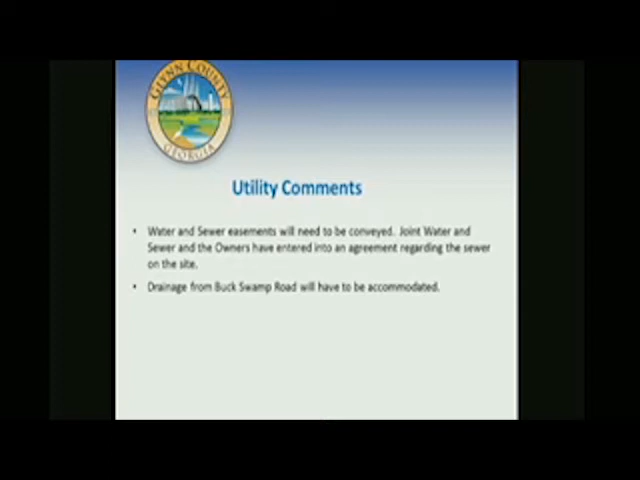 GLYNN COUNTY
GEORGIA
Utility Comments
• Water and Sewer easements will need to be conveyed. Joint Water and
Sewer and the Owners have entered into an agreement regarding the sewer
on the site.
• Drainage from Buck Swamp Road will have to be accommodated.